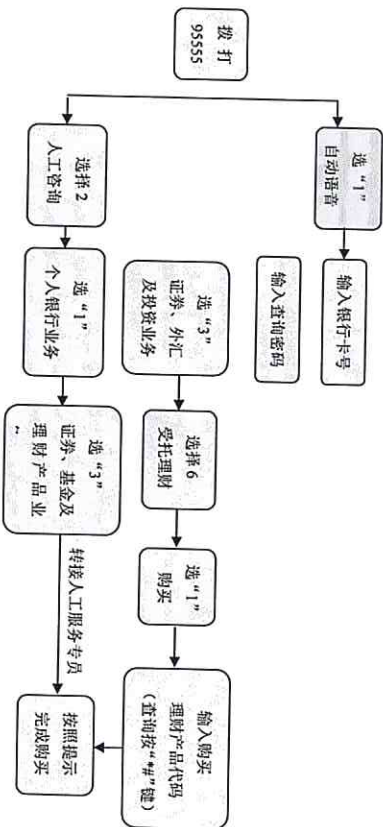 拨 打
95555
选“1”
自动语音
输入银行卡号
输入查询密码
选“3”
证券、外汇
及投资业务
选择 6
受托理财
选“1”
购买
输入购买
理财产品代码
(查询按“*#”键)
选择 2
人工咨询
选“1”
个人银行业务
选“3”
证券、基金及
理财产品业
转接人工服务专员
按照提示
完成购买